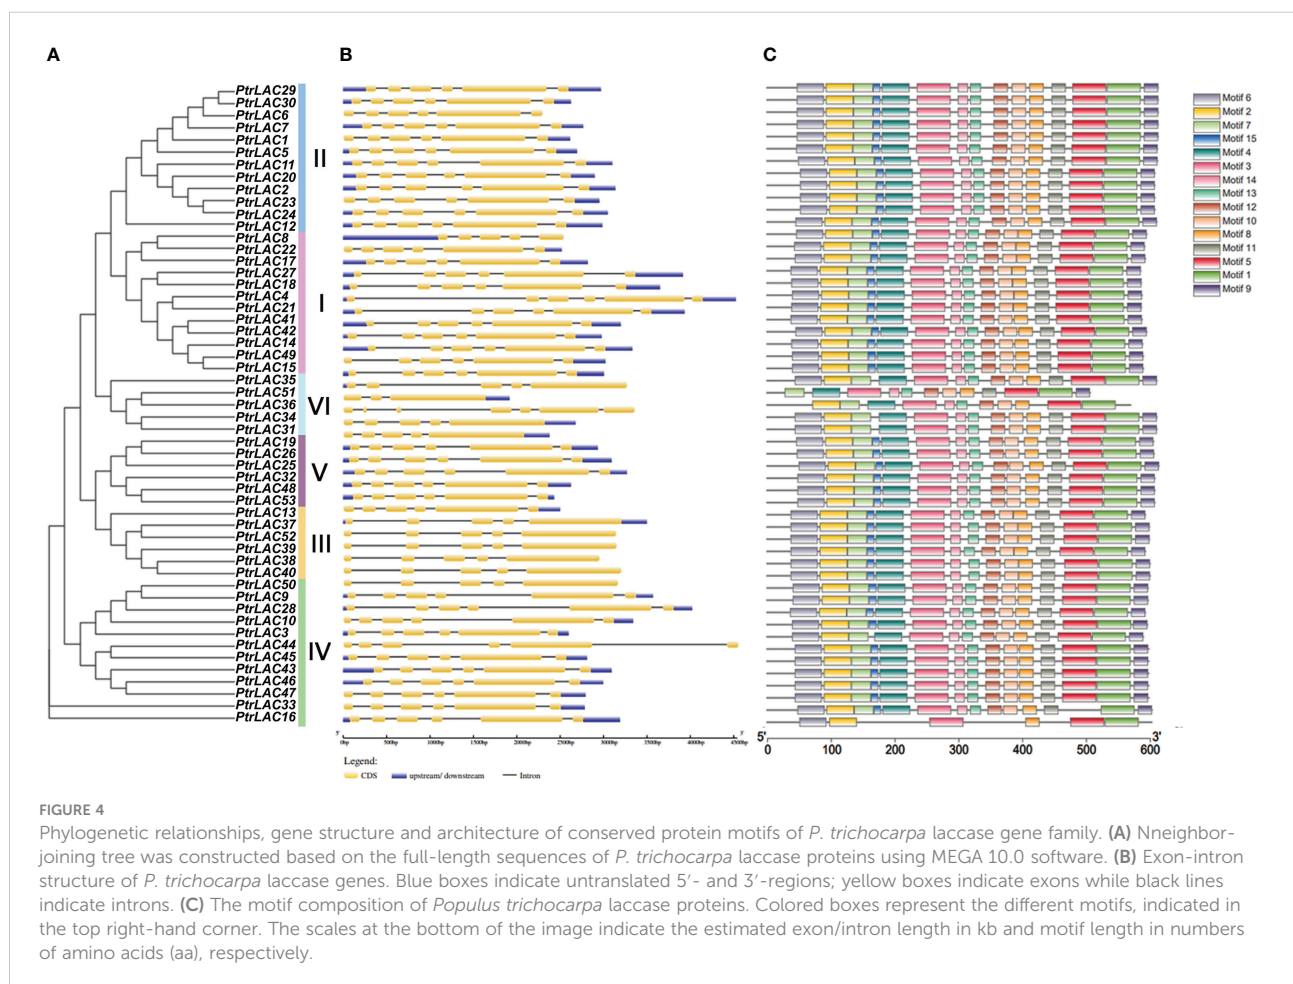 A
B
C
PtrLAC29
PtrLAC30
PtrLAC6
PtrLAC7
PtrLAC1
PtrLAC5
PtrLAC11
PtrLAC20
PtrLAC2
PtrLAC23
PtrLAC24
PtrLAC12
PtrLAC8
PtrLAC22
PtrLAC17
PtrLAC27
PtrLAC18
PtrLAC4
PtrLAC21
PtrLAC41
PtrLAC42
PtrLAC14
PtrLAC49
PtrLAC15
PtrLAC35
PtrLAC51
PtrLAC36
PtrLAC34
PtrLAC31
PtrLAC19
PtrLAC26
PtrLAC25
PtrLAC32
PtrLAC48
PtrLAC53
PtrLAC13
PtrLAC37
PtrLAC52
PtrLAC39
PtrLAC38
PtrLAC40
PtrLAC50
PtrLAC9
PtrLAC28
PtrLAC10
PtrLAC3
PtrLAC44
PtrLAC45
PtrLAC43
PtrLAC46
PtrLAC47
PtrLAC33
PtrLAC16
II
I
VI
V
III
IV
0bp 500bp 1000bp 1500bp 2000bp 2500bp 3000bp 3500bp 4000bp 4500bp
Legend:
CDS upstream/ downstream Intron
Motif 6
Motif 2
Motif 7
Motif 15
Motif 4
Motif 3
Motif 14
Motif 13
Motif 12
Motif 10
Motif 8
Motif 11
Motif 5
Motif 1
Motif 9
5' 3'
0 100 200 300 400 500 600
FIGURE 4
Phylogenetic relationships, gene structure and architecture of conserved protein motifs of P. trichocarpa laccase gene family. (A) Nneighbor-
joining tree was constructed based on the full-length sequences of P. trichocarpa laccase proteins using MEGA 10.0 software. (B) Exon-intron
structure of P. trichocarpa laccase genes. Blue boxes indicate untranslated 5′- and 3′-regions; yellow boxes indicate exons while black lines
indicate introns. (C) The motif composition of Populus trichocarpa laccase proteins. Colored boxes represent the different motifs, indicated in
the top right-hand corner. The scales at the bottom of the image indicate the estimated exon/intron length in kb and motif length in numbers
of amino acids (aa), respectively.